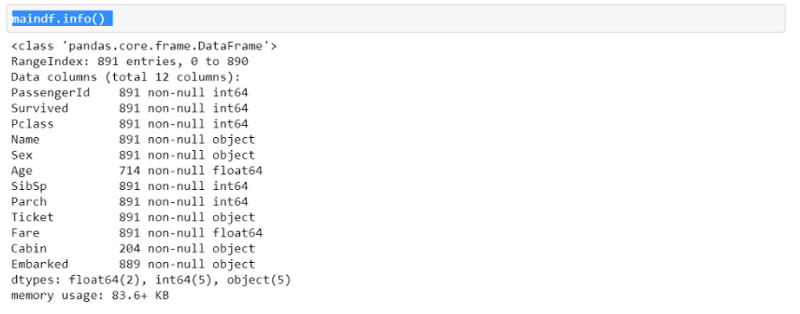 maindf.info()
<class 'pandas.core.frame.DataFrame'>
RangeIndex: 891 entries, 0 to 890
Data columns (total 12 columns):
PassengerId    891 non-null int64
Survived       891 non-null int64
Pclass         891 non-null int64
Name           891 non-null object
Sex            891 non-null object
Age            714 non-null float64
SibSp          891 non-null int64
Parch          891 non-null int64
Ticket         891 non-null object
Fare           891 non-null float64
Cabin          204 non-null object
Embarked       889 non-null object
dtypes: float64(2), int64(5), object(5)
memory usage: 83.6+ KB